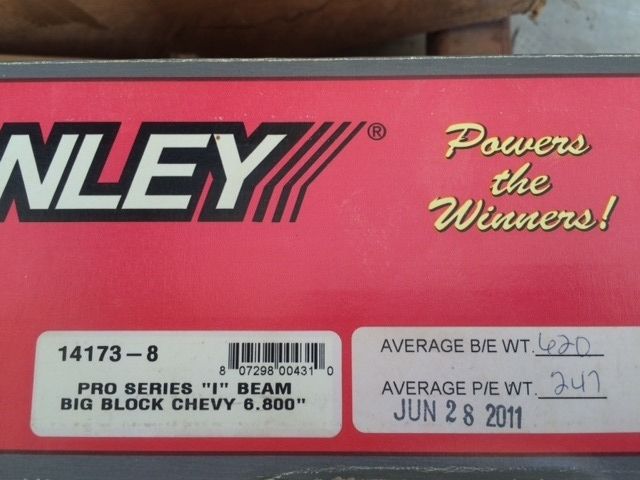 NLEY®
Powers
the
Winners!
14173-8
8 07298 00431 0
PRO SERIES "I" BEAM
BIG BLOCK CHEVY 6.800"
AVERAGE B/E WT. 620
AVERAGE P/E WT. 247
JUN 28 2011